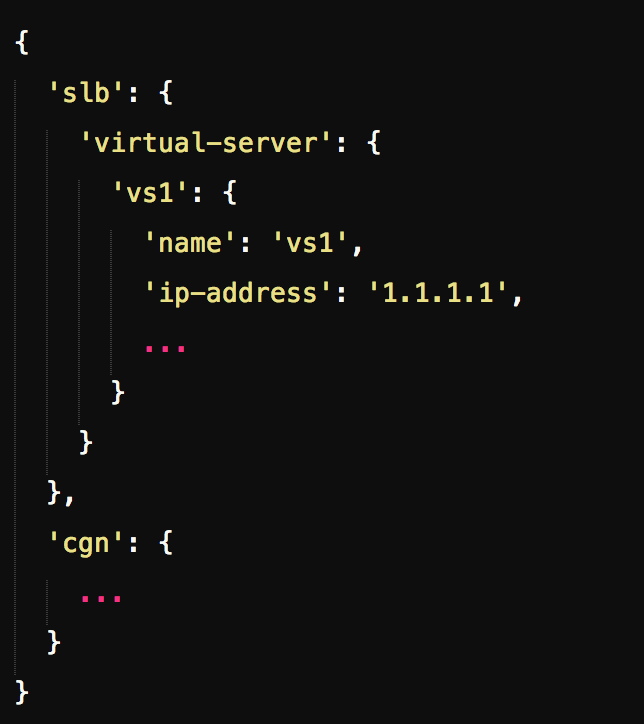 {
'slb': {
'virtual-server': {
'vs1': {
'name': 'vs1',
'ip-address': '1.1.1.1',
...
}
}
},
'cgn': {
...
}
}